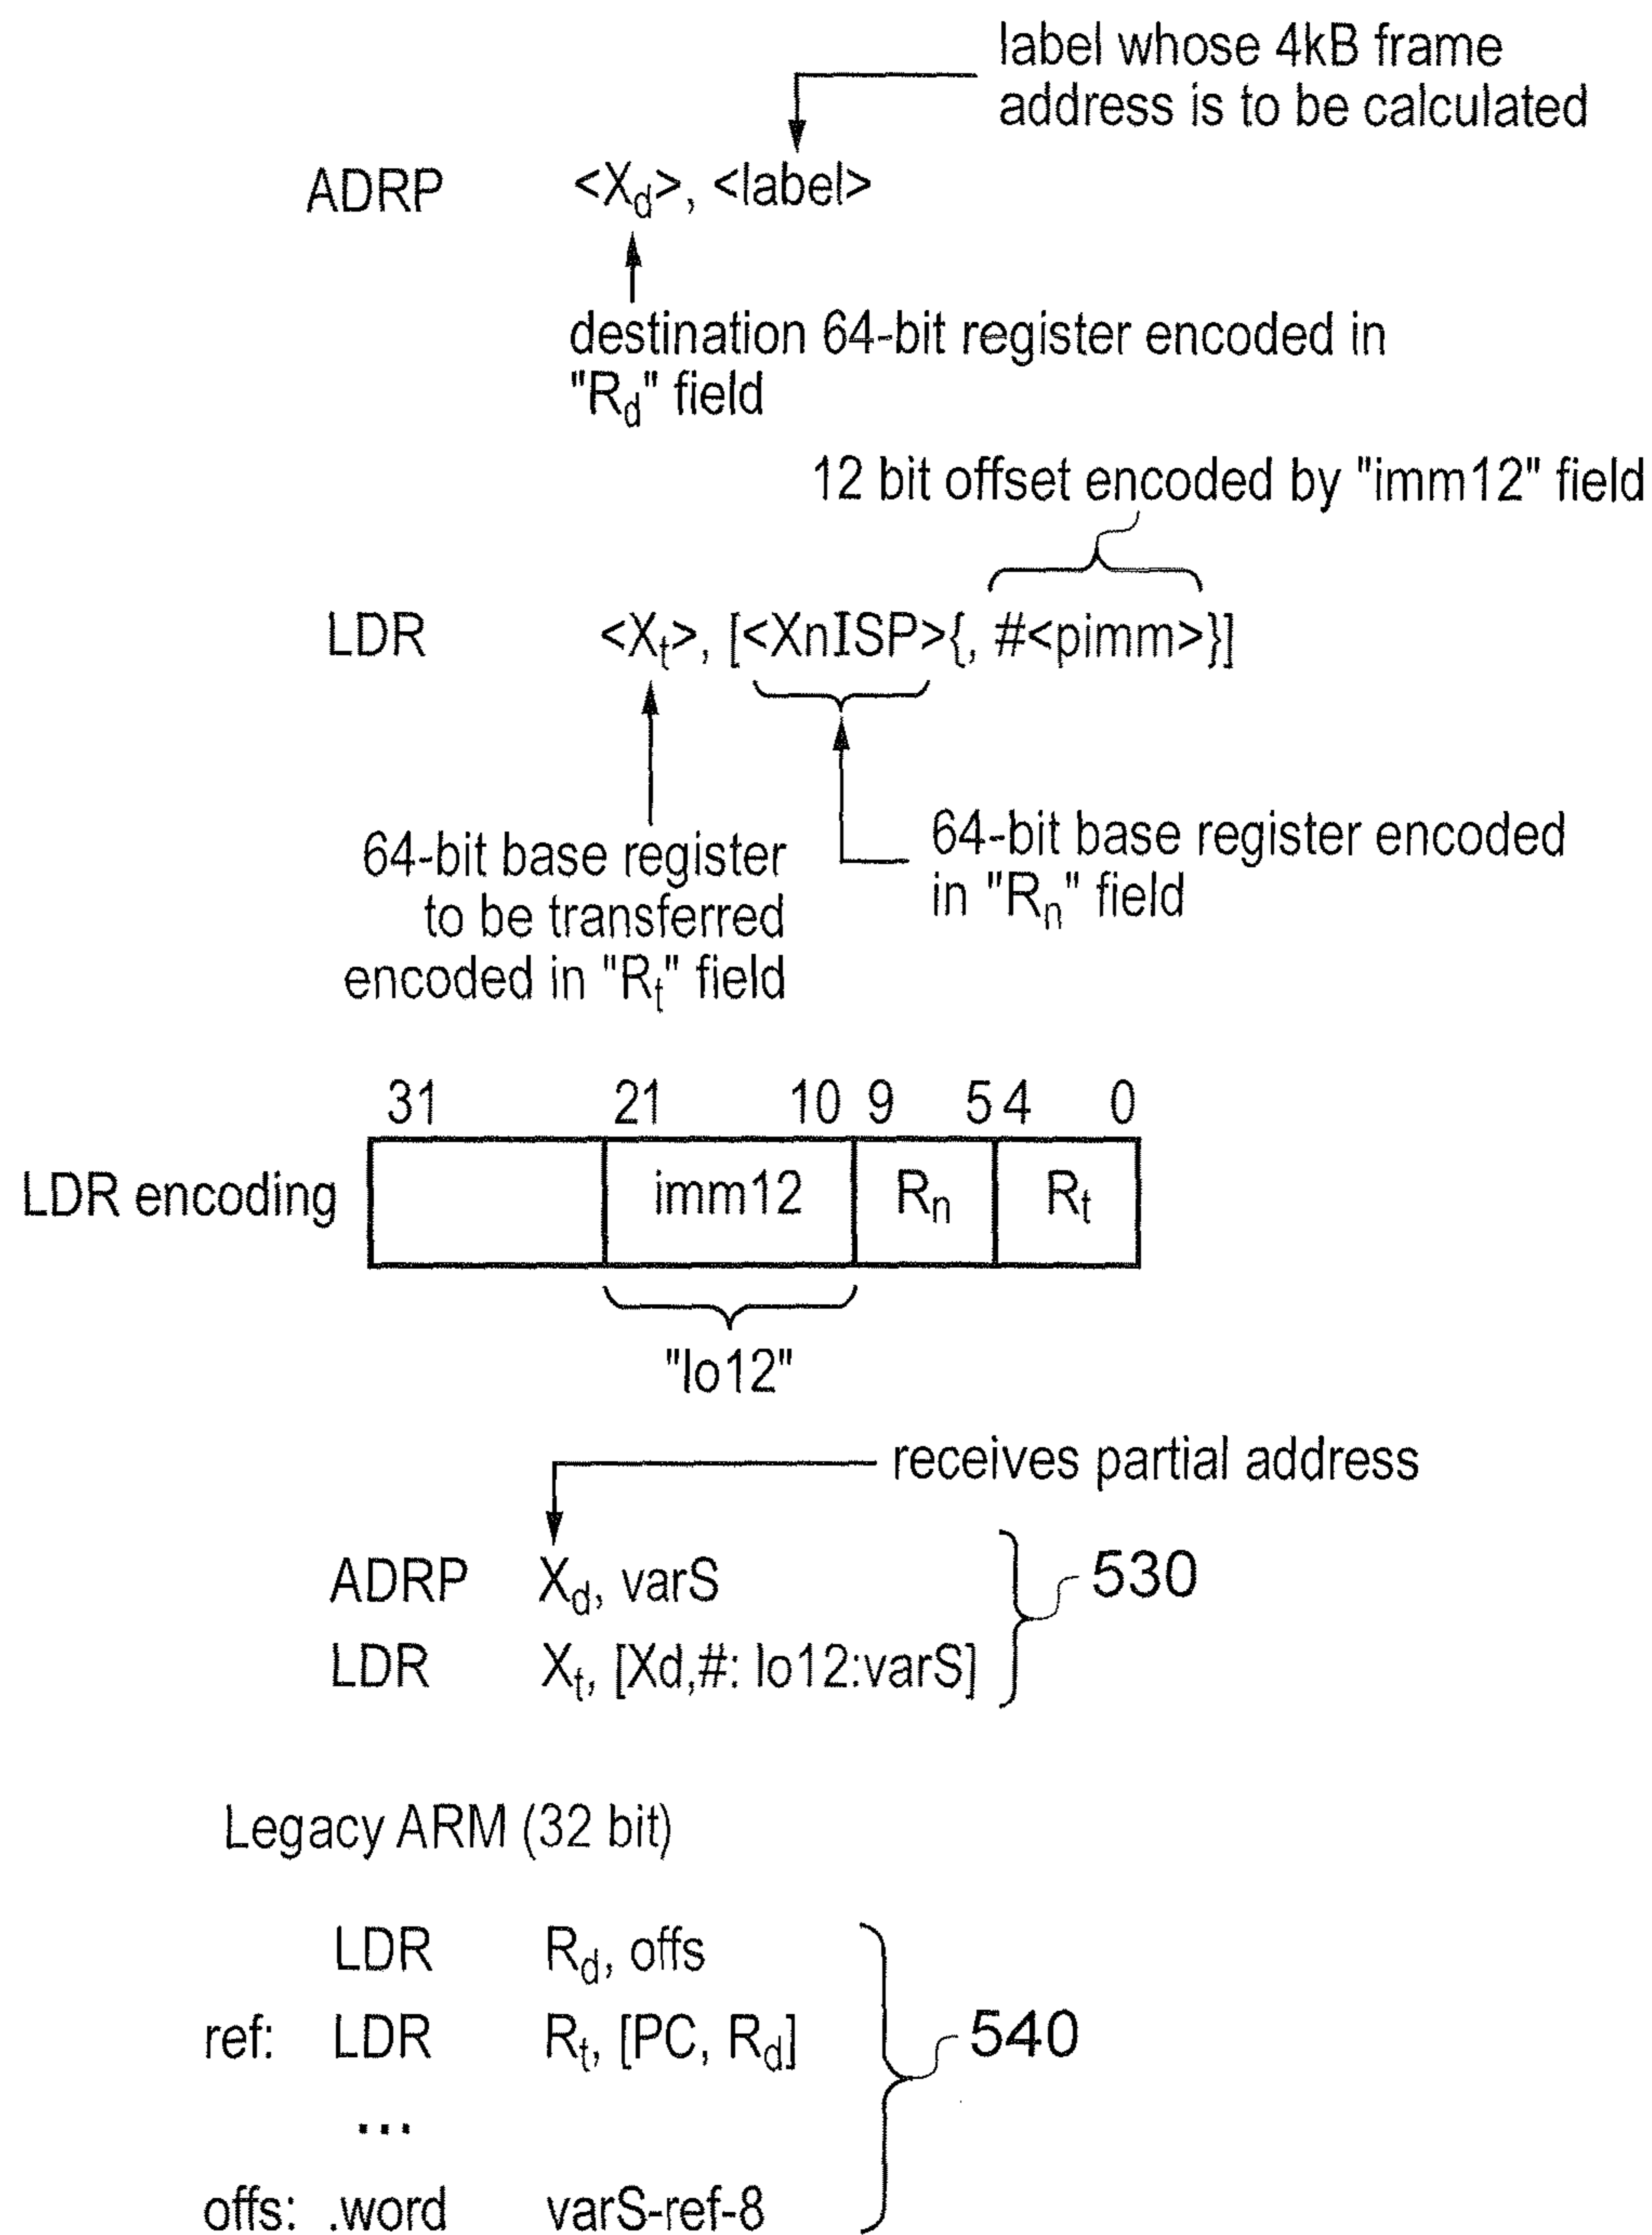 label whose 4kB frame
address is to be calculated
ADRP <Xd>, <label>
destination 64-bit register encoded in
"Rd" field
12 bit offset encoded by "imm12" field
LDR <Xt>, [<XnISP>{, #<pimm>}]
64-bit base register
to be transferred
encoded in "Rt" field
64-bit base register encoded
in "Rn" field
31 21 10 9 5 4 0
LDR encoding imm12 Rn Rt
"lo12"
receives partial address
ADRP Xd, varS
LDR Xt, [Xd,#: lo12:varS]
530
Legacy ARM (32 bit)
LDR Rd, offs
ref: LDR Rt, [PC, Rd]
...
offs: .word varS-ref-8
540